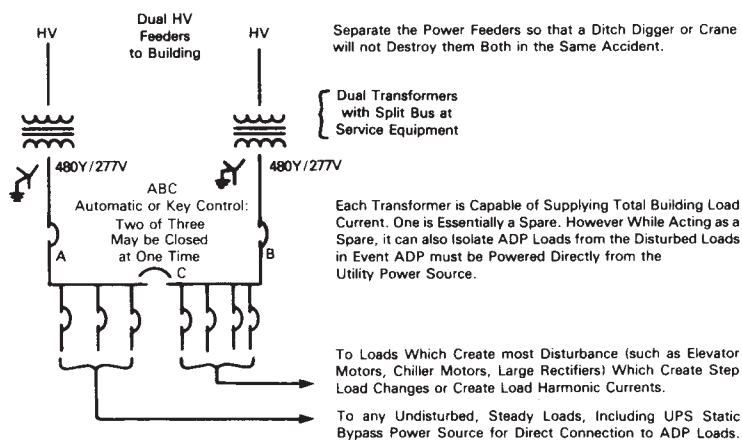 HV
Dual HV
Feeders
to Building
HV
Separate the Power Feeders so that a Ditch Digger or Crane
will not Destroy them Both in the Same Accident.
Dual Transformers
with Split Bus at
Service Equipment
480Y/277V
480Y/277V
ABC
Automatic or Key Control:
Two of Three
May be Closed
at One Time
A
B
C
Each Transformer is Capable of Supplying Total Building Load
Current. One is Essentially a Spare. However While Acting as a
Spare, it can also Isolate ADP Loads from the Disturbed Loads
in Event ADP must be Powered Directly from the
Utility Power Source.
To Loads Which Create most Disturbance (such as Elevator
Motors, Chiller Motors, Large Rectifiers) Which Create Step
Load Changes or Create Load Harmonic Currents.
To any Undisturbed, Steady Loads, Including UPS Static
Bypass Power Source for Direct Connection to ADP Loads.